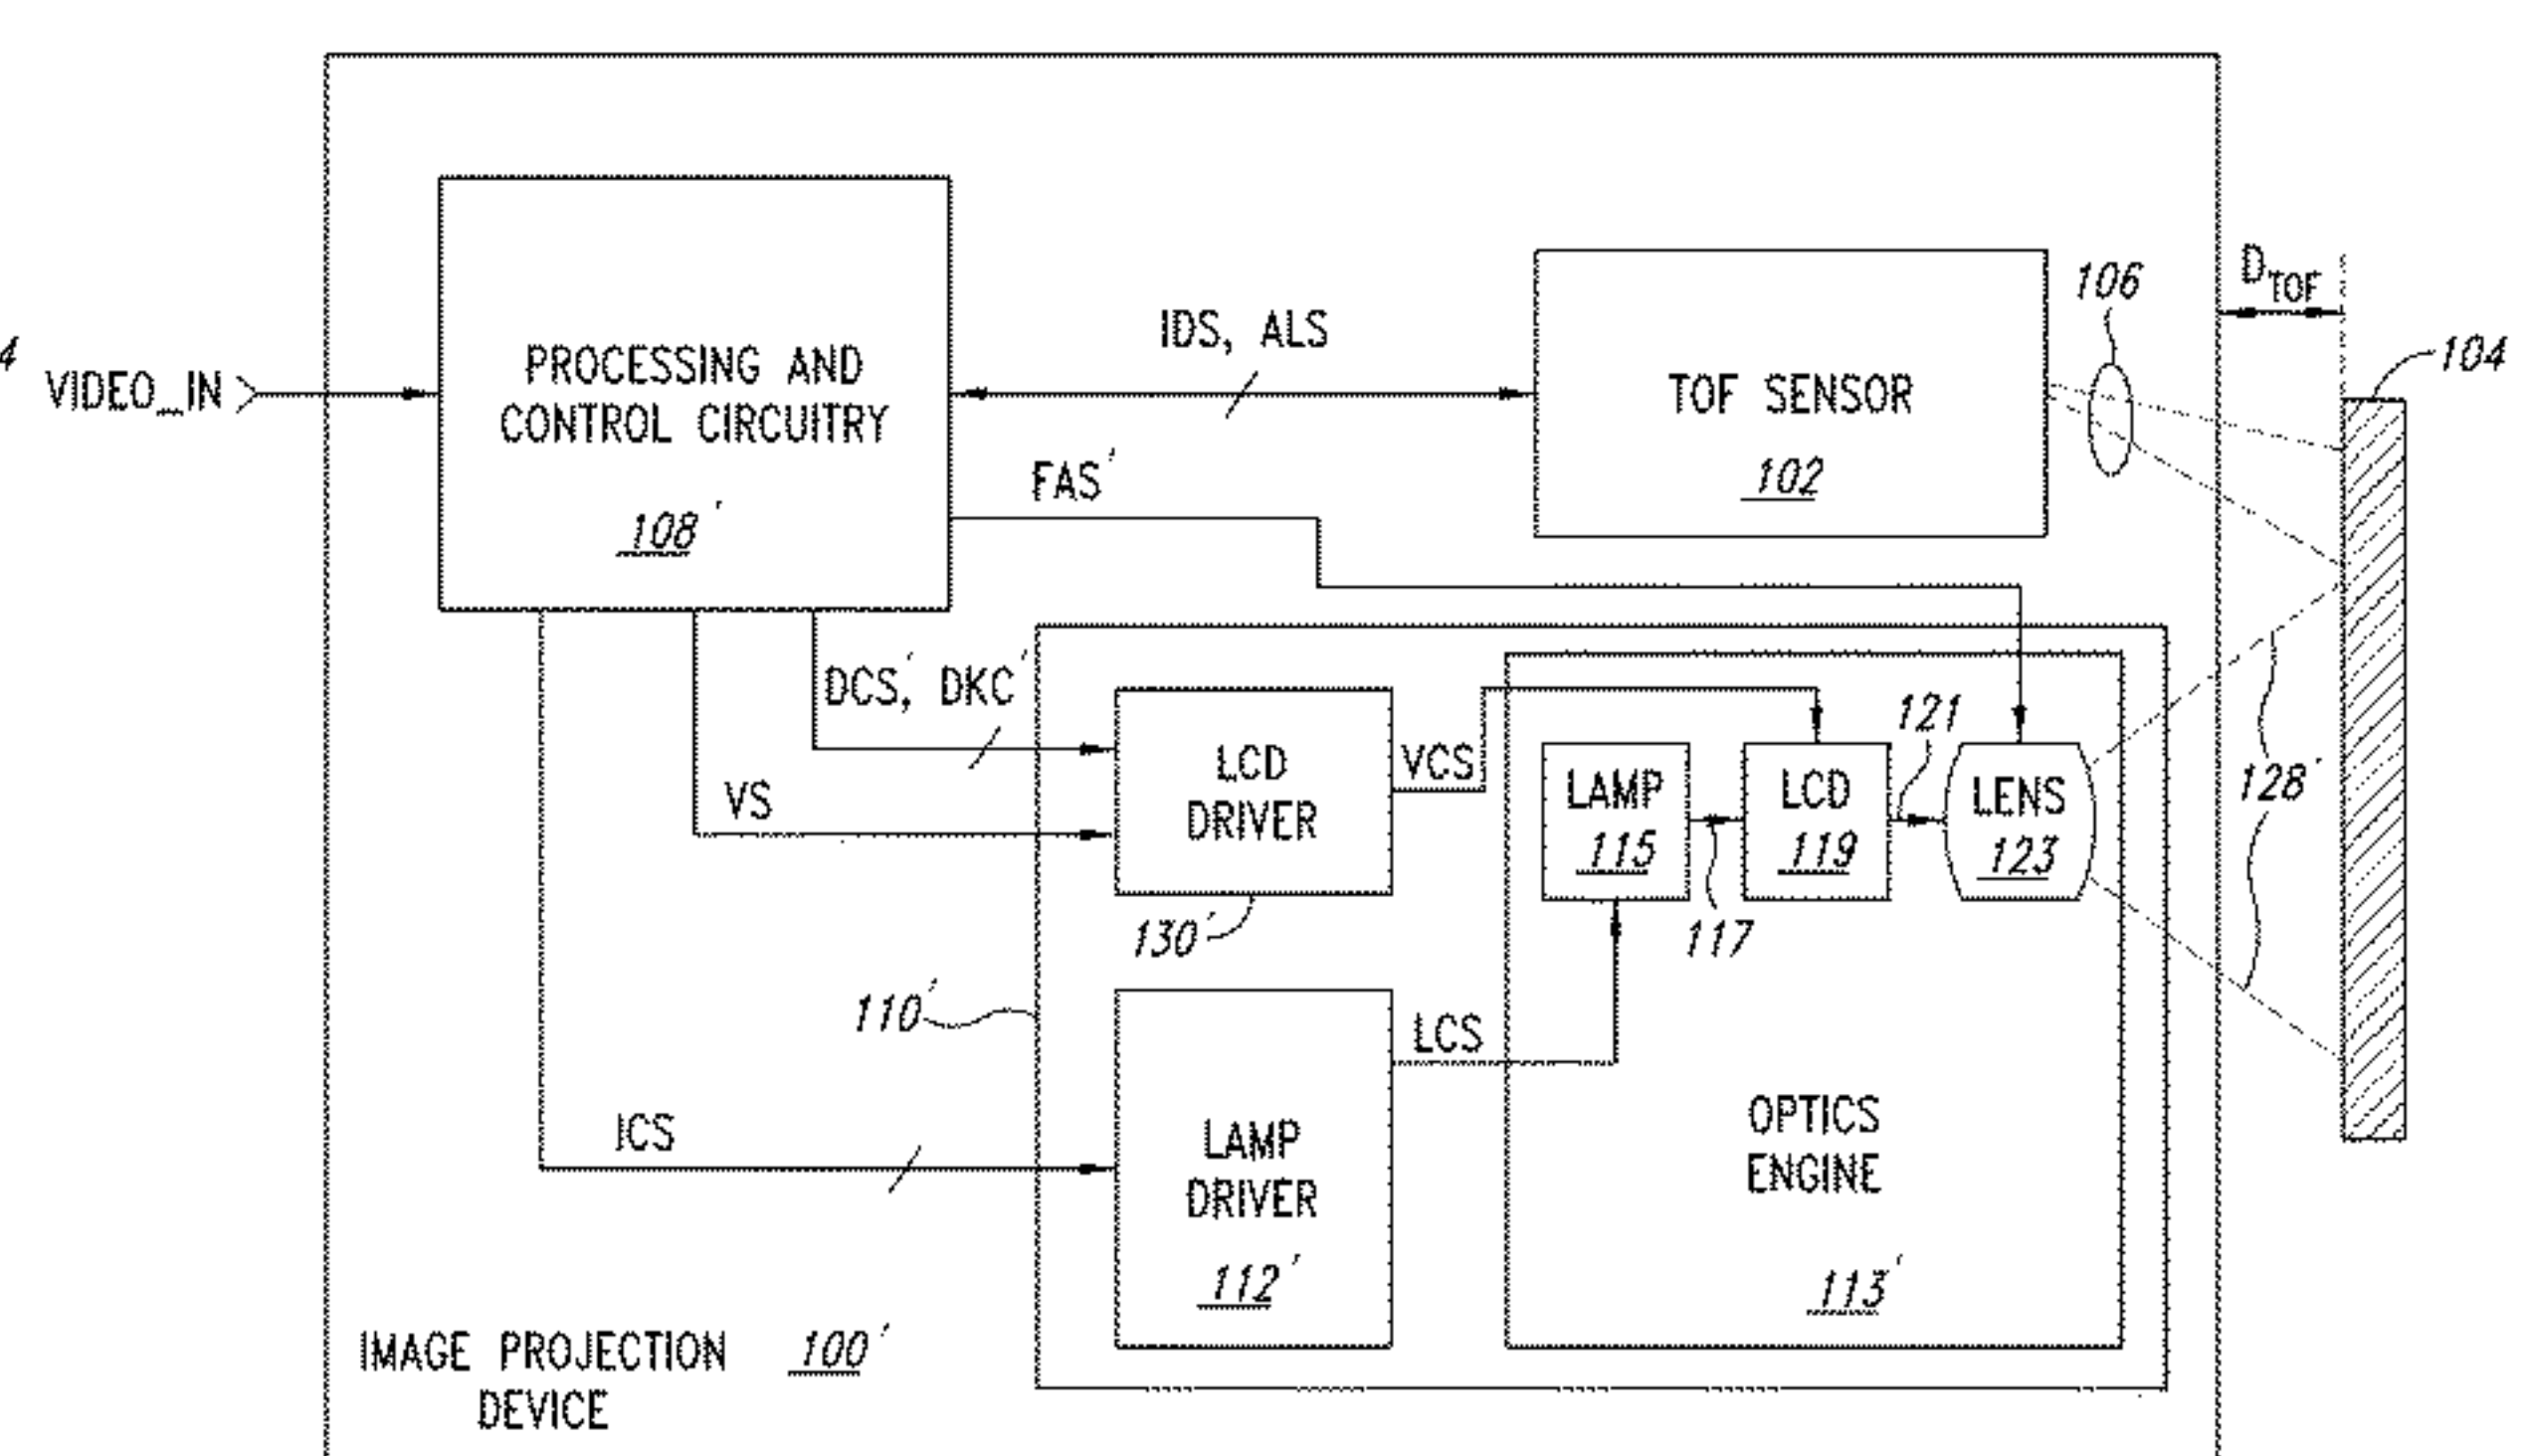 4
VIDEO_IN
PROCESSING AND
CONTROL CIRCUITRY
108'
IDS, ALS
FAS'
TOF SENSOR
102
106
D_TOF
104
DCS', DKC'
VS
LCD
DRIVER
130'
VCS
LAMP
115
117
LCD
119
121
LENS
123
128'
110'
ICS
LAMP
DRIVER
112'
LCS
OPTICS
ENGINE
113'
IMAGE PROJECTION
DEVICE
100'